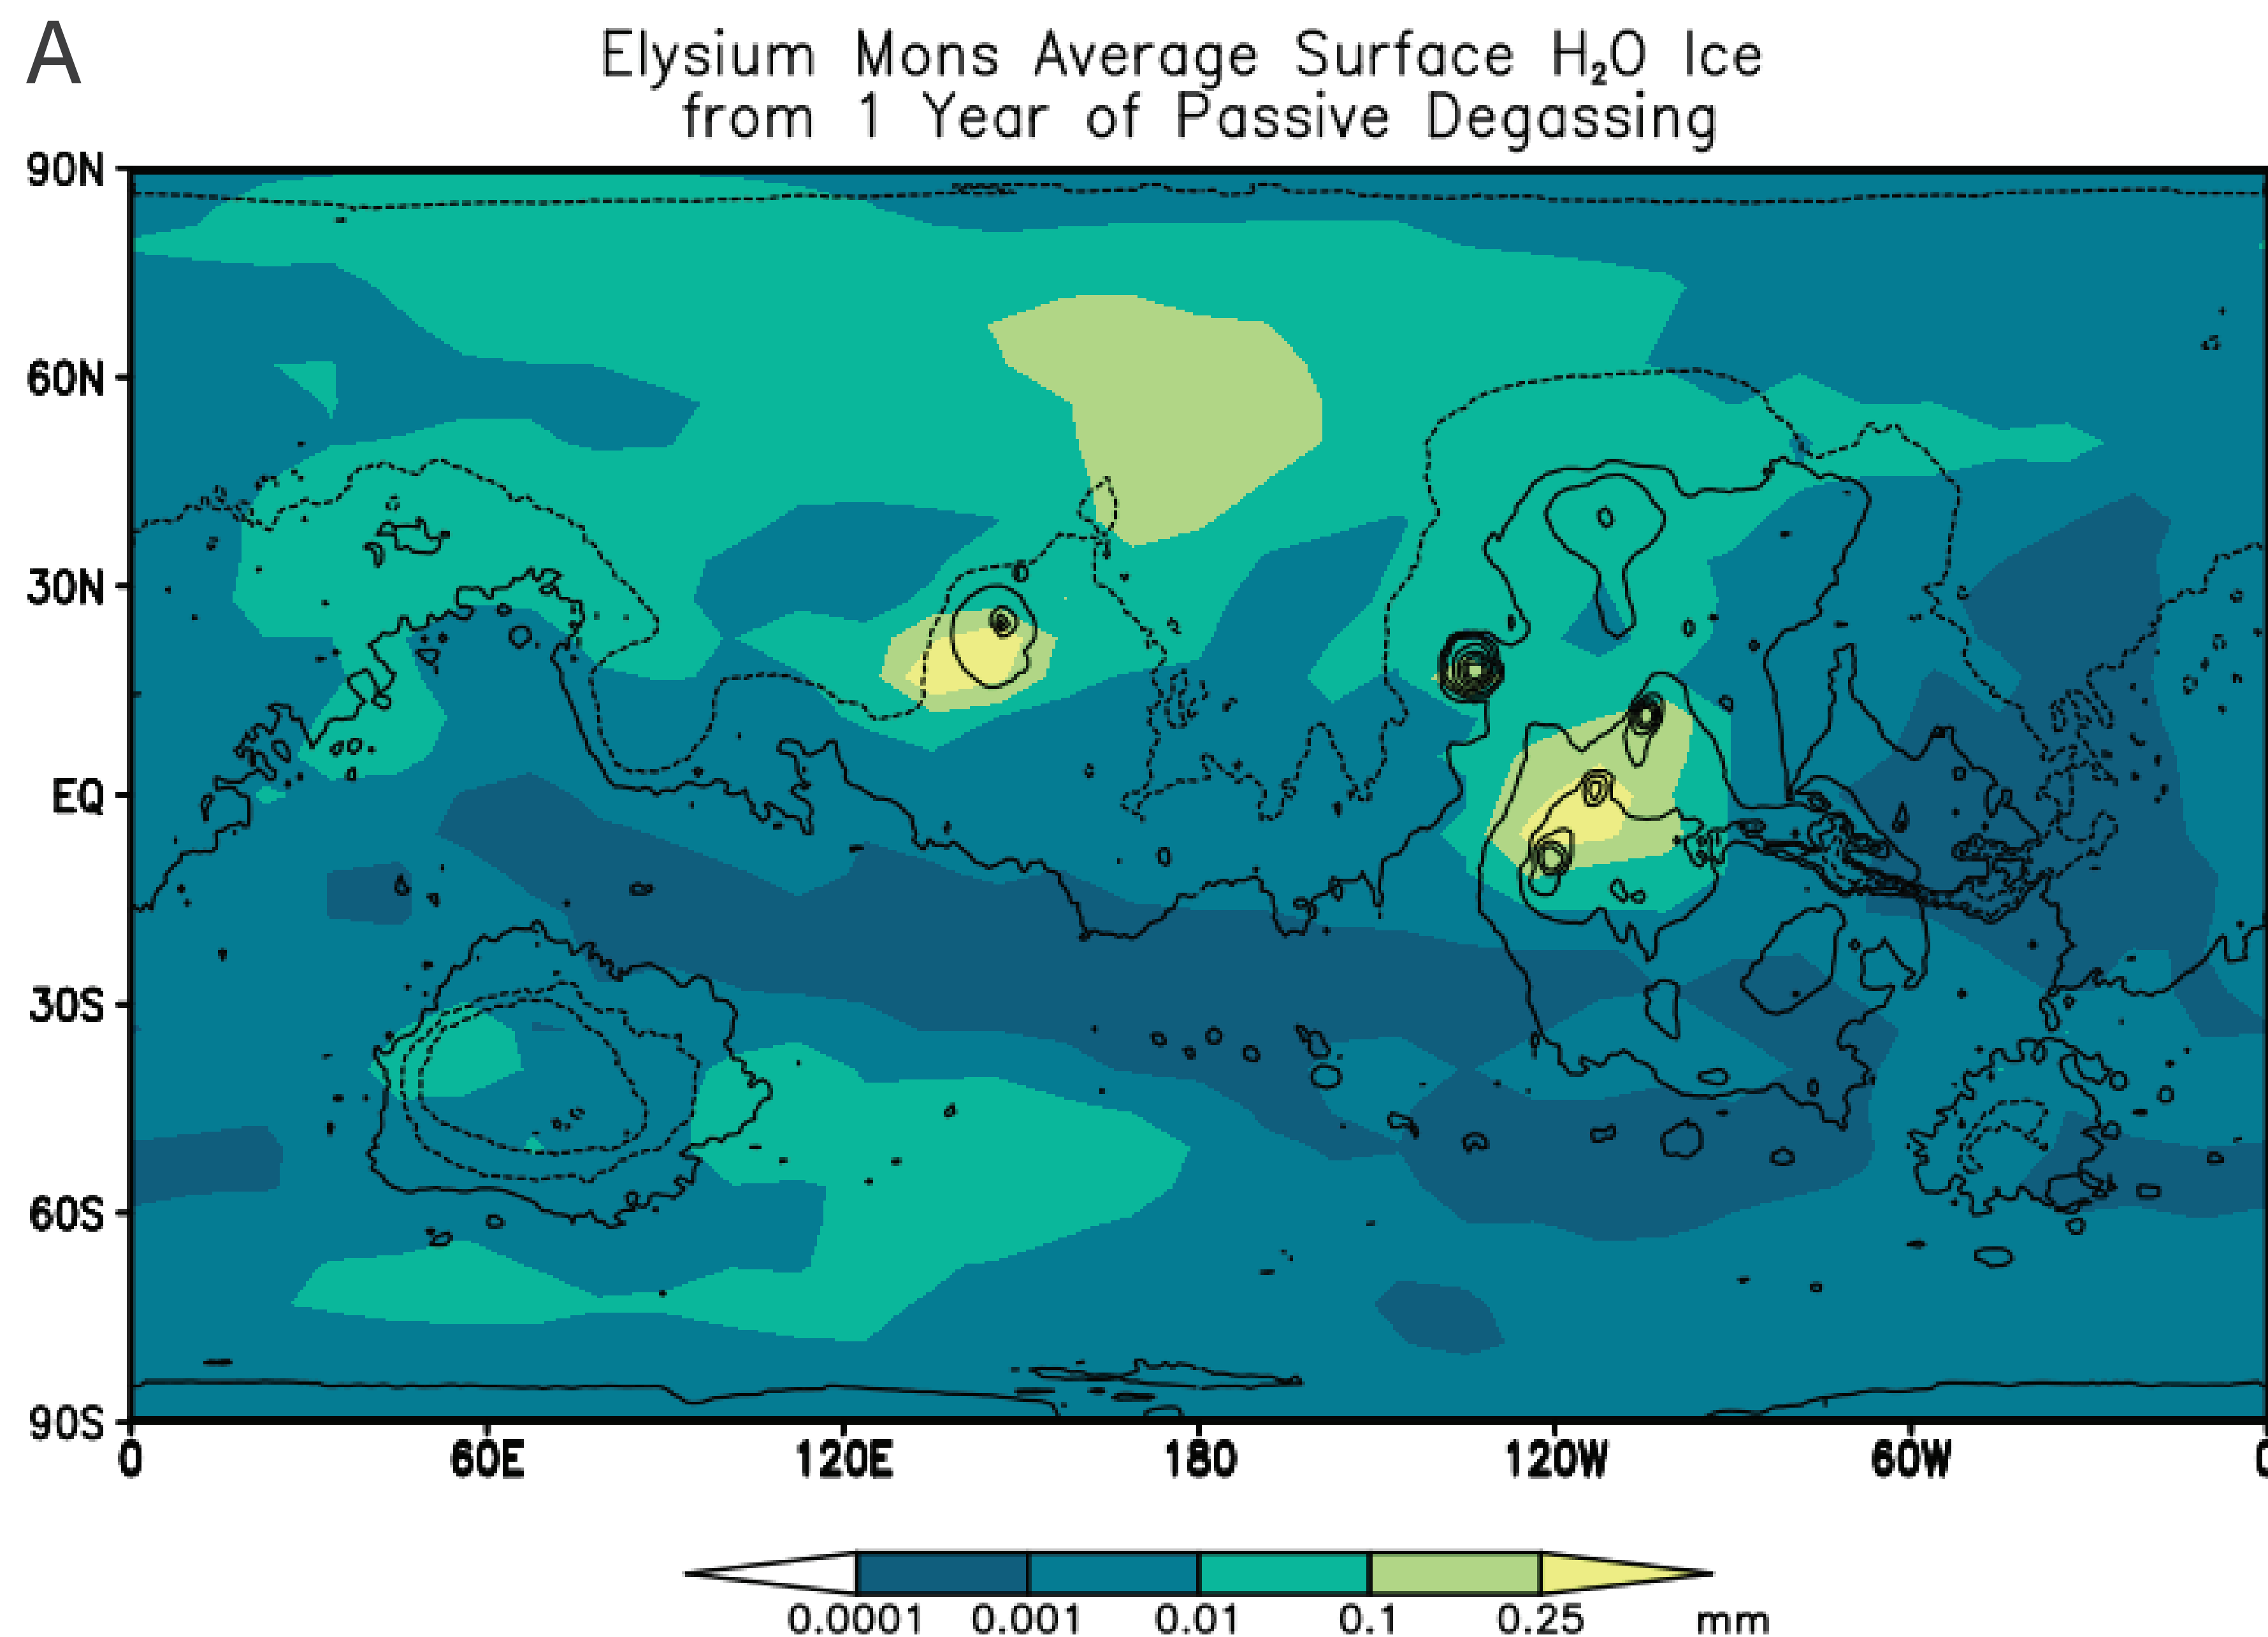 A
Elysium Mons Average Surface H₂O Ice
from 1 Year of Passive Degassing
90N
60N
30N
EQ
30S
60S
90S
0 60E 120E 180 120W 60W 0
0.0001 0.001 0.01 0.1 0.25 mm